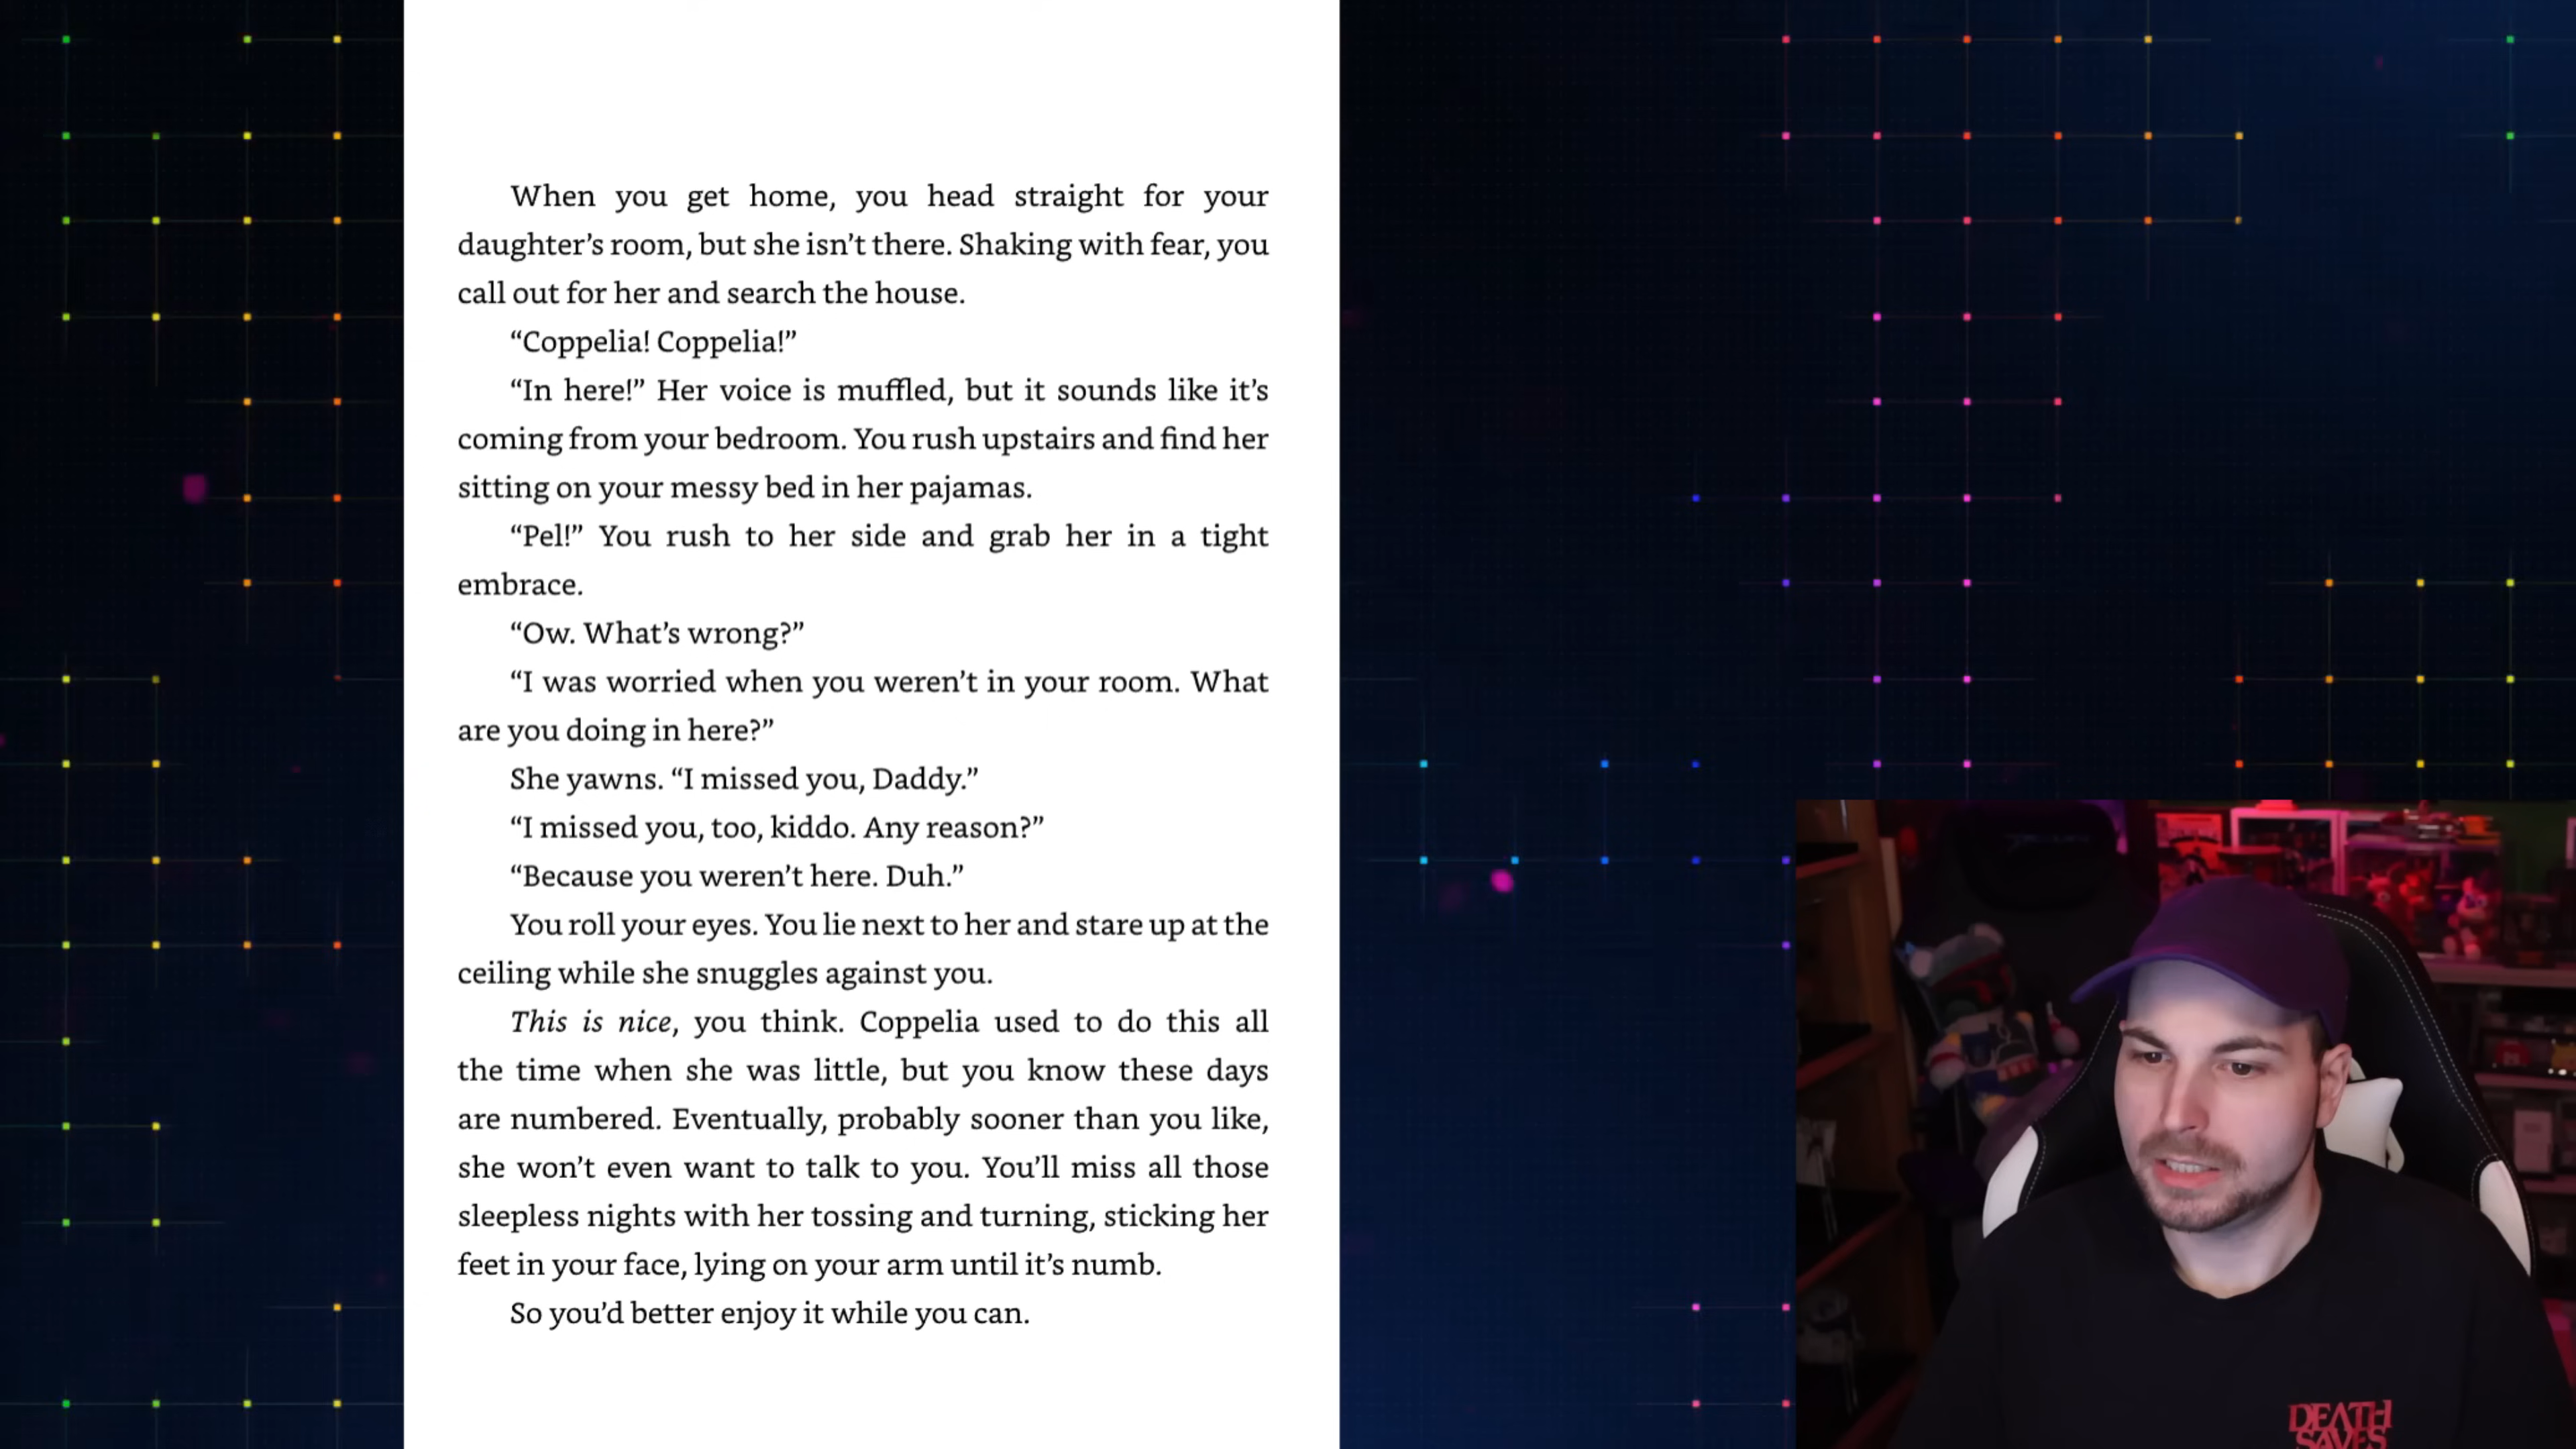 When you get home, you head straight for your
daughter’s room, but she isn’t there. Shaking with fear, you
call out for her and search the house.
“Coppelia! Coppelia!”
“In here!” Her voice is muffled, but it sounds like it’s
coming from your bedroom. You rush upstairs and find her
sitting on your messy bed in her pajamas.
“Pel!” You rush to her side and grab her in a tight
embrace.
“Ow. What’s wrong?”
“I was worried when you weren’t in your room. What
are you doing in here?”
She yawns. “I missed you, Daddy.”
“I missed you, too, kiddo. Any reason?”
“Because you weren’t here. Duh.”
You roll your eyes. You lie next to her and stare up at the
ceiling while she snuggles against you.
This is nice, you think. Coppelia used to do this all
the time when she was little, but you know these days
are numbered. Eventually, probably sooner than you like,
she won’t even want to talk to you. You’ll miss all those
sleepless nights with her tossing and turning, sticking her
feet in your face, lying on your arm until it’s numb.
So you’d better enjoy it while you can.
DEATH
SAVES